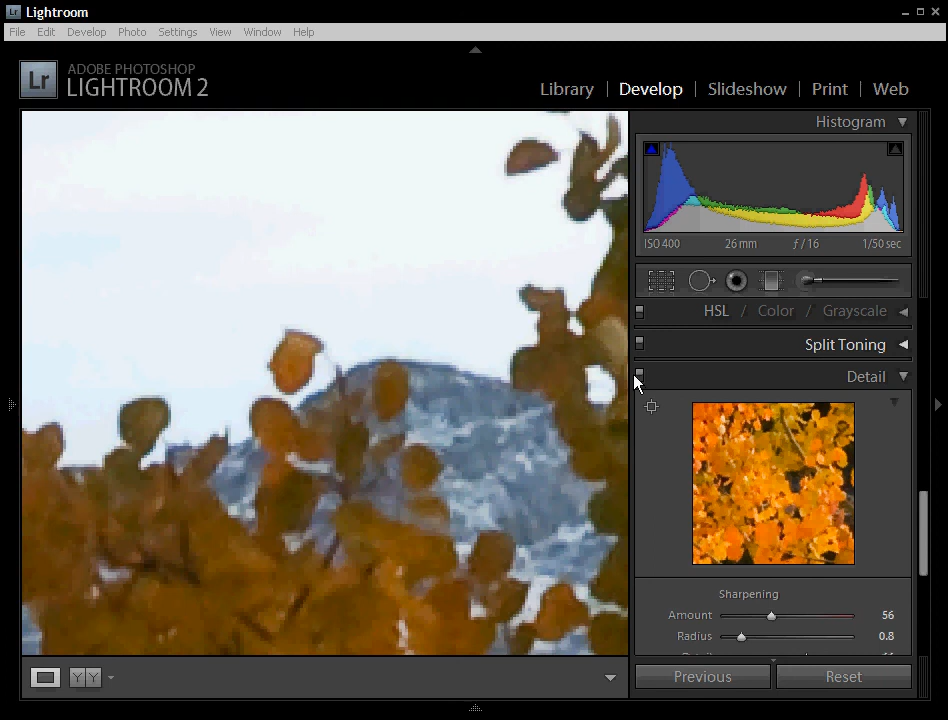 Lr Lightroom
File Edit Develop Photo Settings View Window Help
Lr ADOBE PHOTOSHOP
LIGHTROOM 2
Library | Develop | Slideshow | Print | Web
Histogram
ISO 400 26 mm ƒ / 16 1/50 sec
HSL / Color / Grayscale
Split Toning
Detail
Sharpening
Amount 56
Radius 0.8
Y Y
Previous Reset